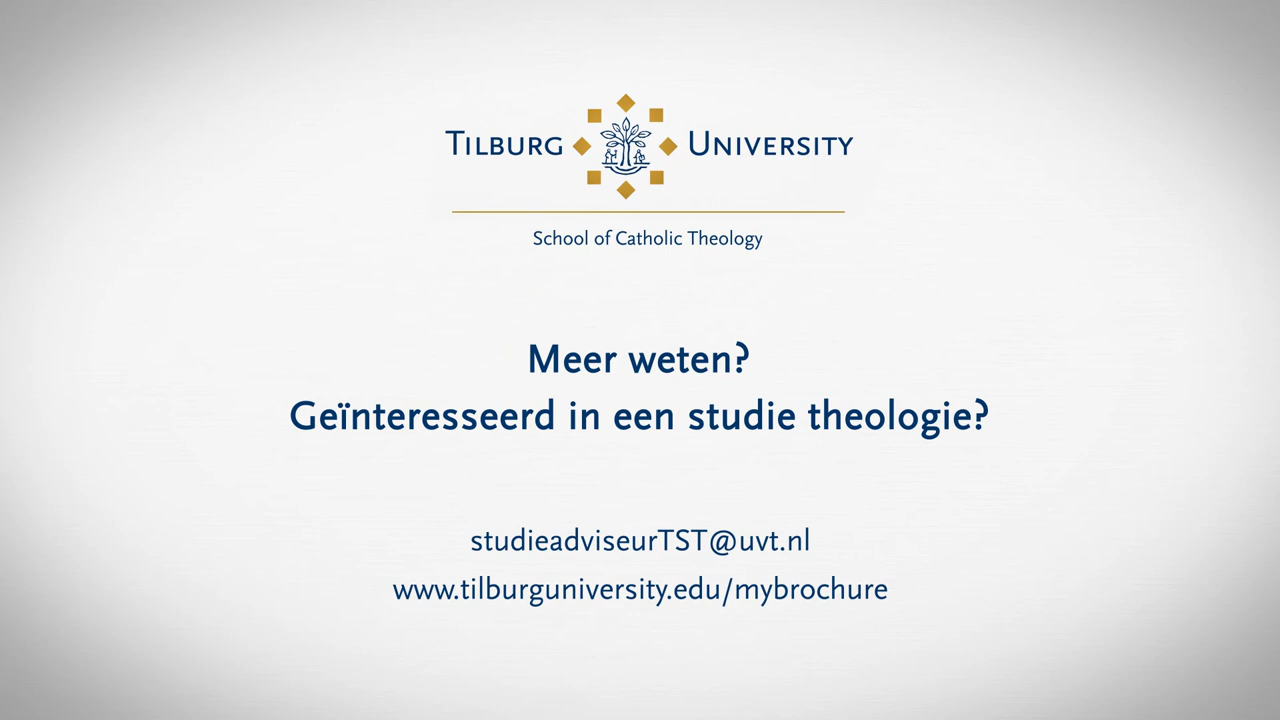 TILBURG UNIVERSITY
School of Catholic Theology
Meer weten?
Geïnteresseerd in een studie theologie?
studieadviseurTST@uvt.nl
www.tilburguniversity.edu/mybrochure